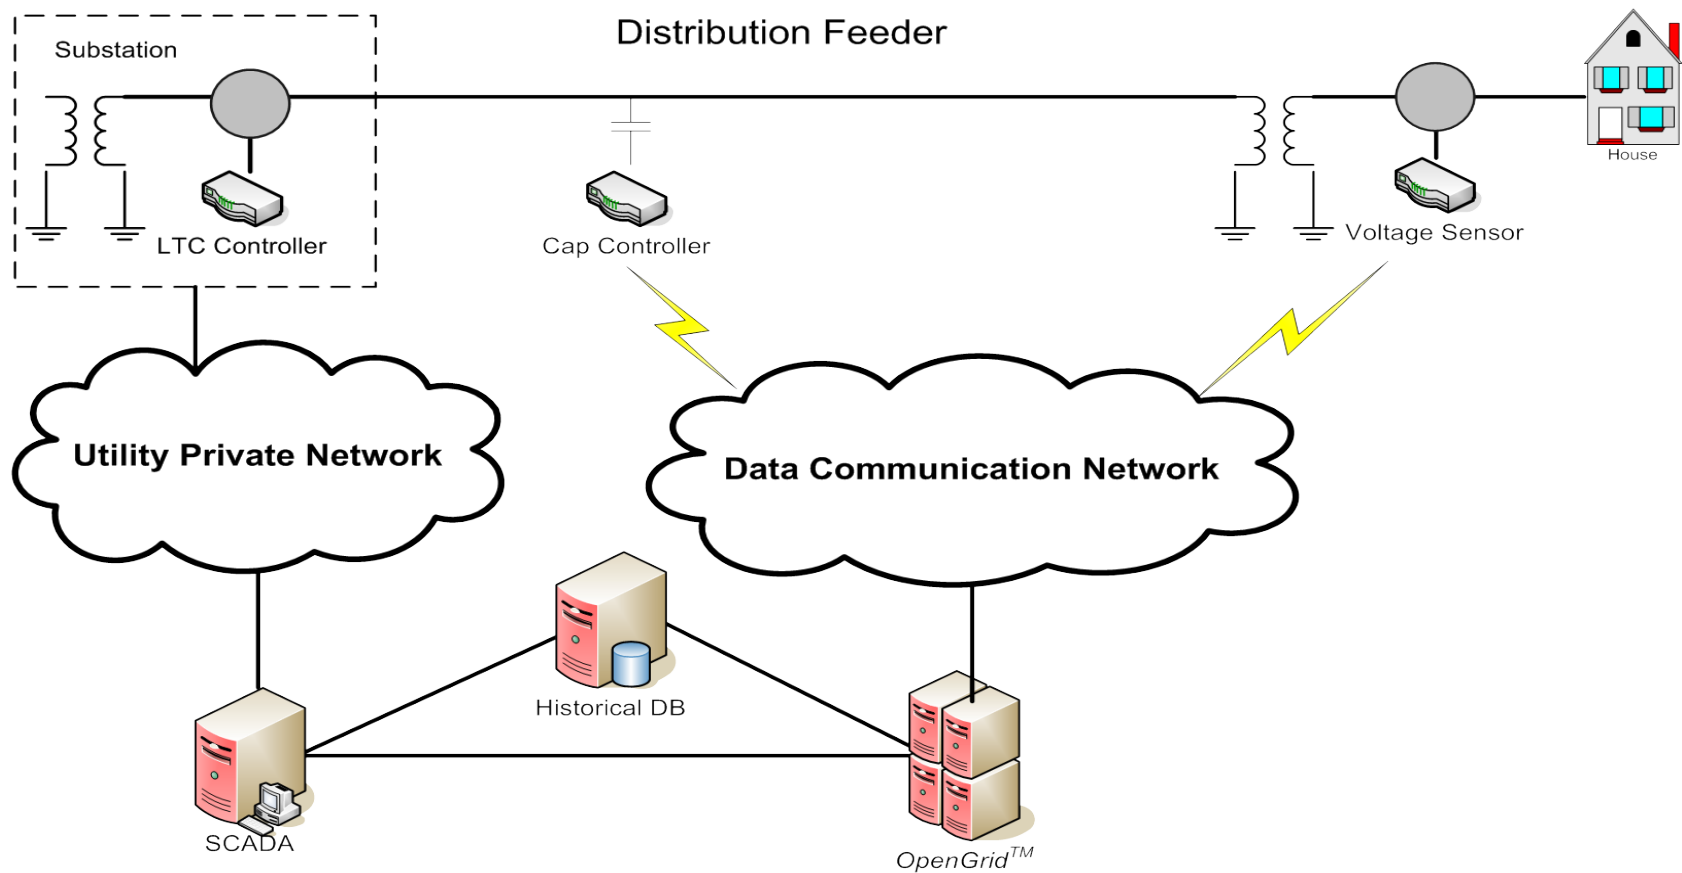 Distribution Feeder
Substation
House
LTC Controller
Cap Controller
Voltage Sensor
Utility Private Network
Data Communication Network
Historical DB
SCADA
OpenGrid™